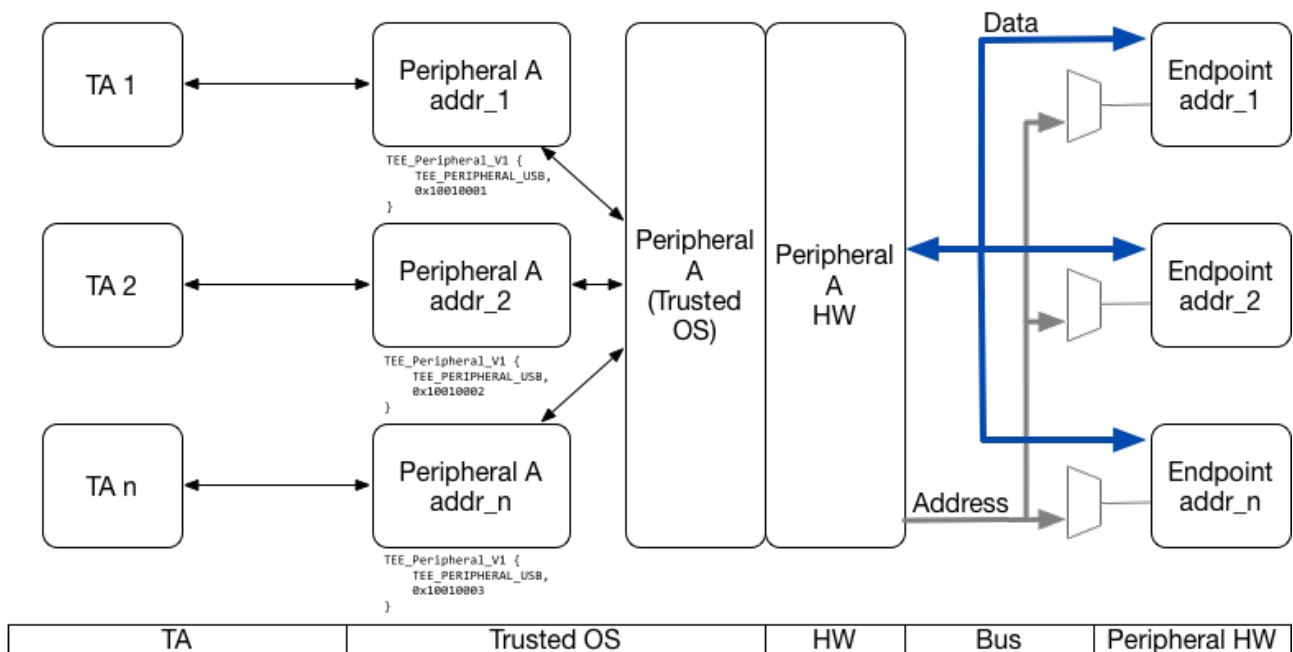 Data
TA 1
Peripheral A
addr_1
Endpoint
addr_1
TEE_Peripheral_V1 {
TEE_PERIPHERAL_USB,
0x10010001
}
TA 2
Peripheral A
addr_2
Peripheral
A
(Trusted
OS)
Peripheral
A
HW
Endpoint
addr_2
TEE_Peripheral_V1 {
TEE_PERIPHERAL_USB,
0x10010002
}
TA n
Peripheral A
addr_n
Address
Endpoint
addr_n
TEE_Peripheral_V1 {
TEE_PERIPHERAL_USB,
0x10010003
}
TA
Trusted OS
HW
Bus
Peripheral HW